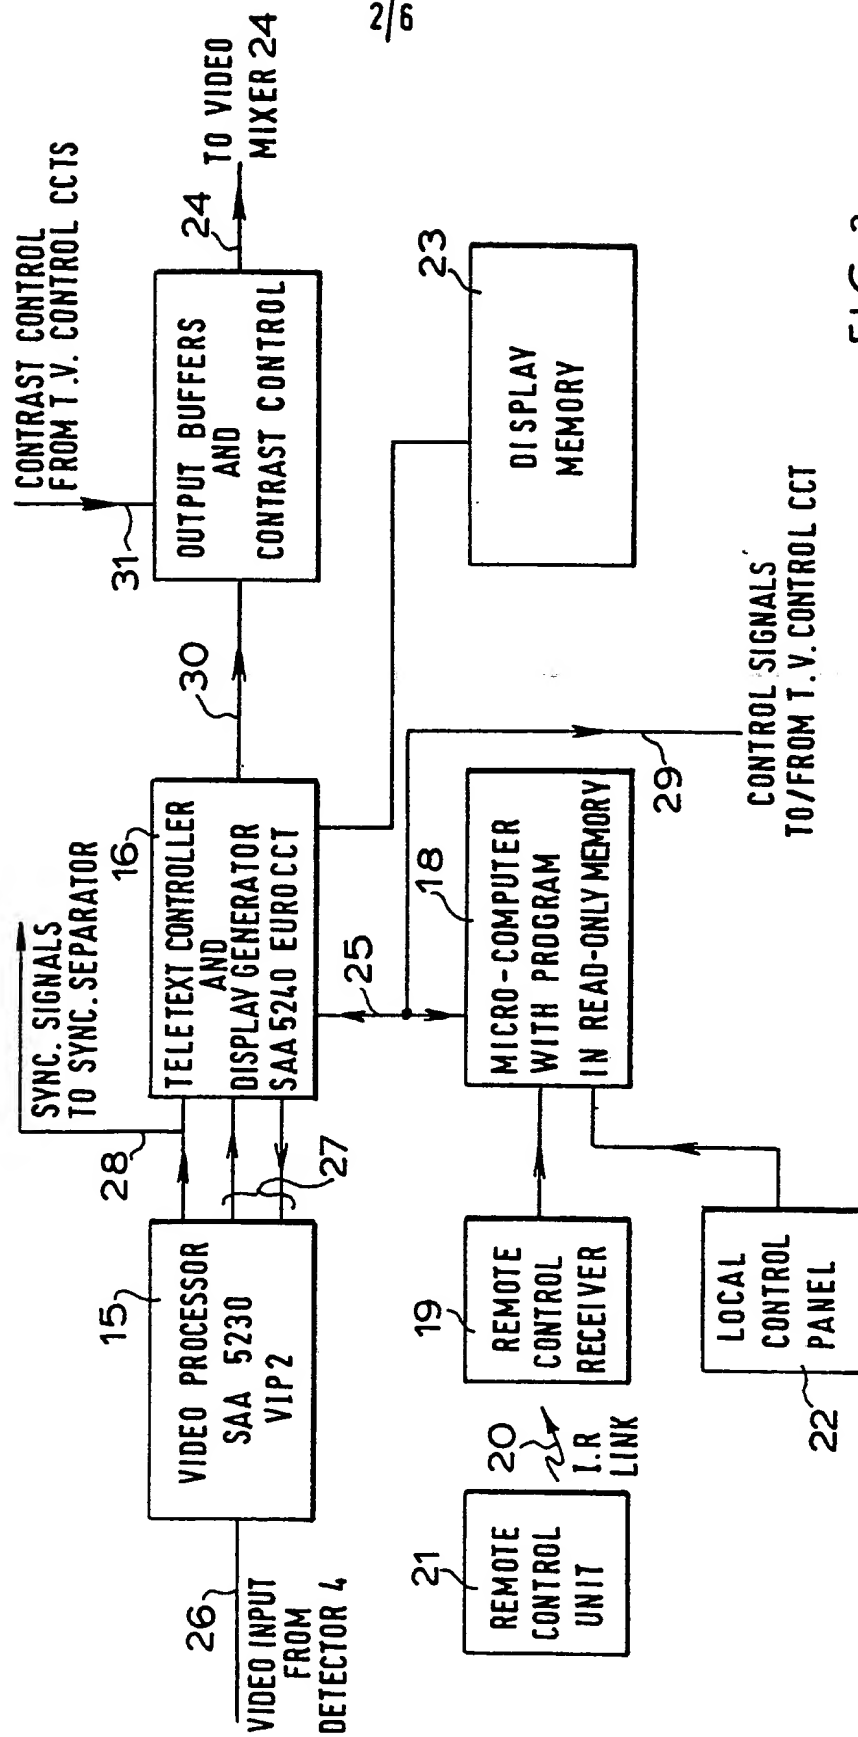 2/6
CONTRAST CONTROL
FROM T.V. CONTROL CCTS
31
SYNC. SIGNALS
TO SYNC. SEPARATOR
28
26
VIDEO INPUT
FROM
DETECTOR 4
15
VIDEO PROCESSOR
SAA 5230
VIP2
27
16
TELETEXT CONTROLLER
AND
DISPLAY GENERATOR
SAA 5240 EUROCCT
30
OUTPUT BUFFERS
AND
CONTRAST CONTROL
24
TO VIDEO
MIXER 24
25
21
REMOTE
CONTROL
UNIT
20
I.R
LINK
19
REMOTE
CONTROL
RECEIVER
18
MICRO-COMPUTER
WITH PROGRAM
IN READ-ONLY MEMORY
23
DISPLAY
MEMORY
22
LOCAL
CONTROL
PANEL
29
CONTROL SIGNALS
TO/FROM T.V. CONTROL CCT